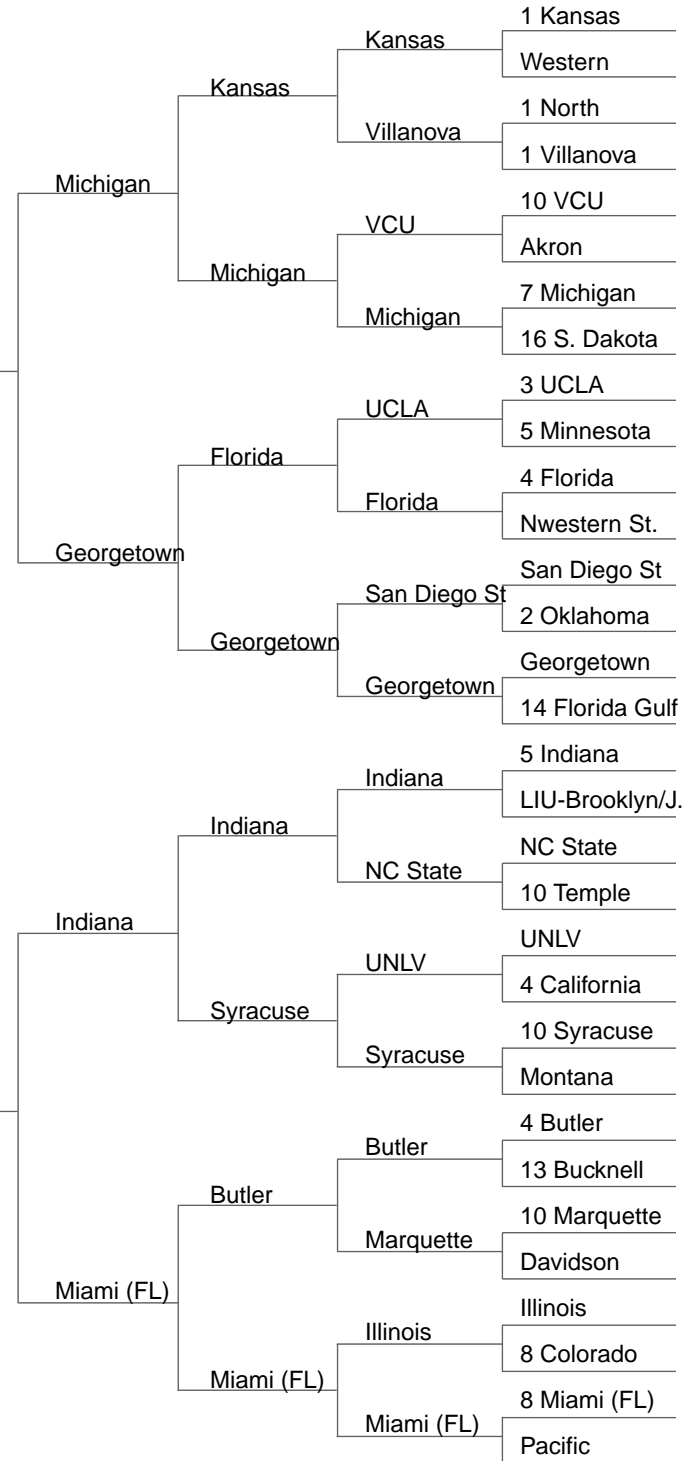 1 Kansas
Kansas
Western
Kansas
1 North
Villanova
1 Villanova
Michigan
10 VCU
VCU
Akron
Michigan
7 Michigan
Michigan
16 S. Dakota
3 UCLA
UCLA
5 Minnesota
Florida
4 Florida
Florida
Nwestern St.
Georgetown
San Diego St
San Diego St
2 Oklahoma
Georgetown
Georgetown
Georgetown
14 Florida Gulf
5 Indiana
Indiana
LIU-Brooklyn/J.
Indiana
NC State
NC State
10 Temple
Indiana
UNLV
UNLV
4 California
Syracuse
10 Syracuse
Syracuse
Montana
4 Butler
Butler
13 Bucknell
Butler
10 Marquette
Marquette
Davidson
Miami (FL)
Illinois
Illinois
8 Colorado
Miami (FL)
8 Miami (FL)
Miami (FL)
Pacific